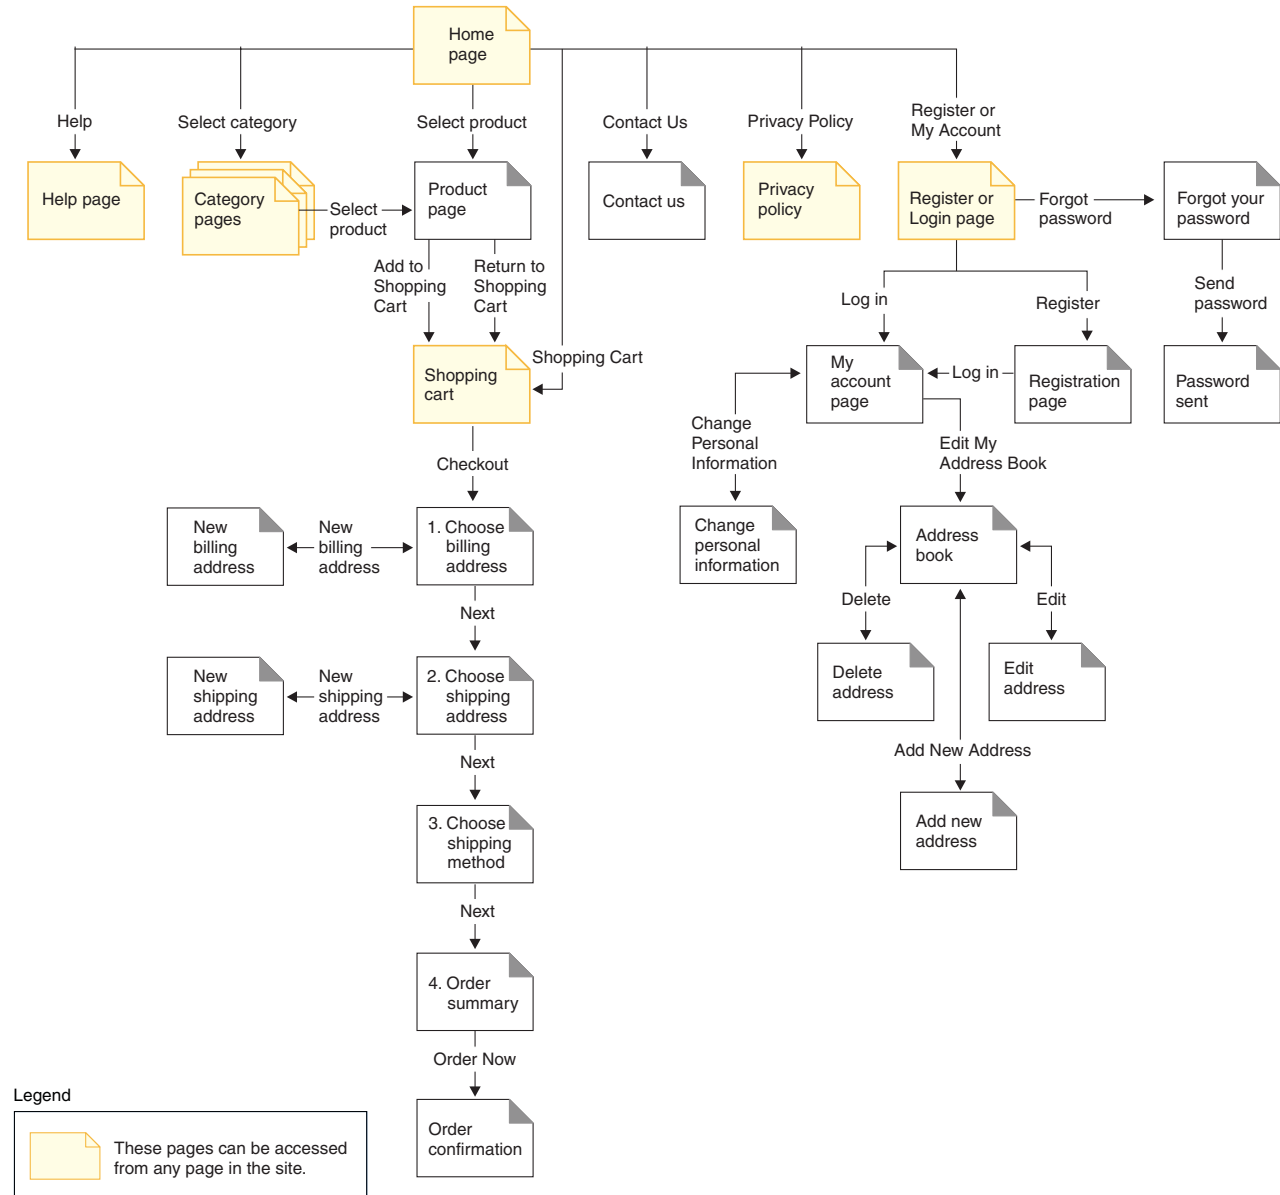 Home
page
Help
Select category
Select product
Contact Us
Privacy Policy
Register or
My Account
Help page
Category
pages
Select
product
Product
page
Contact us
Privacy
policy
Register or
Login page
Forgot
password
Forgot your
password
Add to
Shopping
Cart
Return to
Shopping
Cart
Shopping Cart
Log in
Register
Send
password
Shopping
cart
My
account
page
Log in
Registration
page
Password
sent
Checkout
Change
Personal
Information
Edit My
Address Book
New
billing
address
New
billing
address
1. Choose
billing
address
Change
personal
information
Address
book
Next
Delete
Edit
New
shipping
address
New
shipping
address
2. Choose
shipping
address
Delete
address
Edit
address
Next
Add New Address
3. Choose
shipping
method
Add new
address
Next
4. Order
summary
Order Now
Order
confirmation
Legend
These pages can be accessed
from any page in the site.